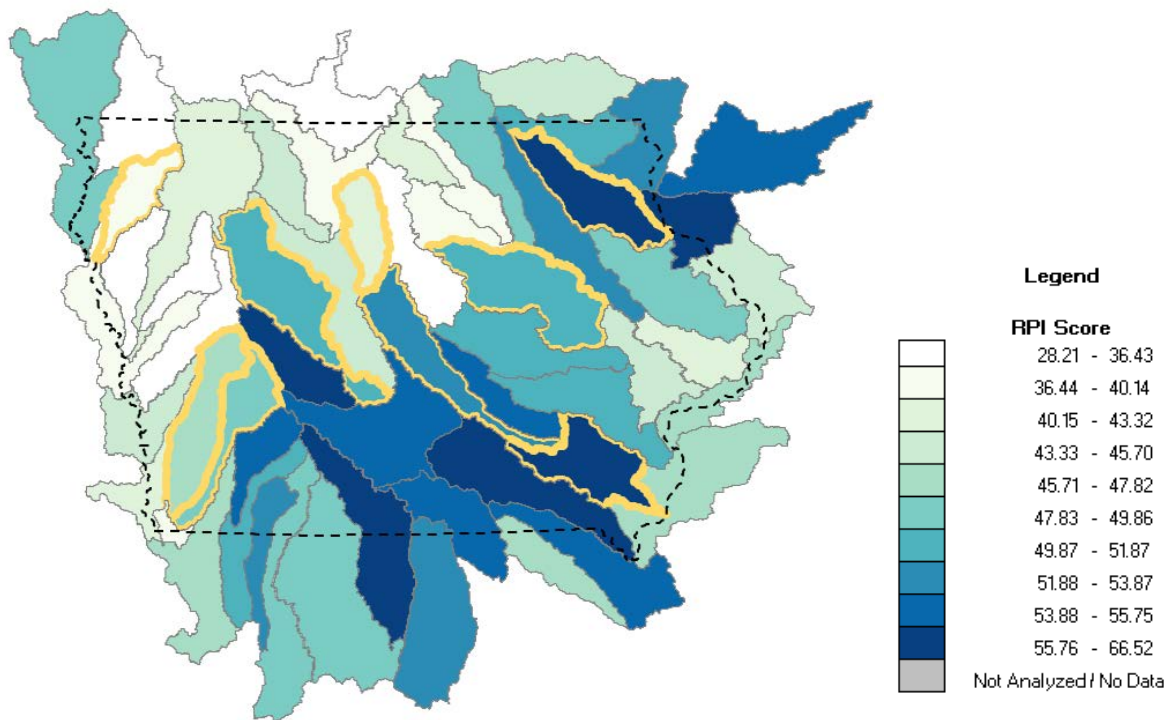 Legend
RPI Score
28.21 - 36.43
36.44 - 40.14
40.15 - 43.32
43.33 - 45.70
45.71 - 47.82
47.83 - 49.86
49.87 - 51.87
51.88 - 53.87
53.88 - 55.75
55.76 - 66.52
Not Analyzed / No Data